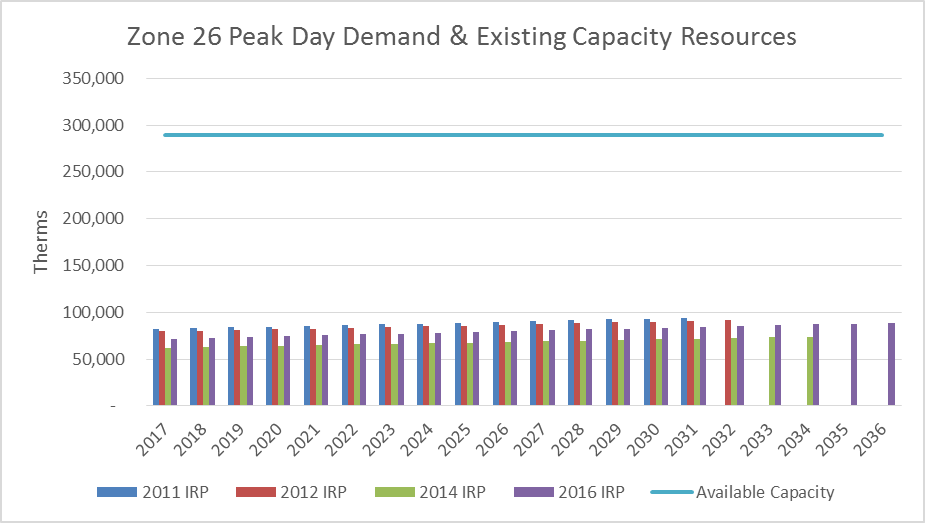 Zone 26 Peak Day Demand & Existing Capacity Resources
350,000
300,000
250,000
200,000
150,000
100,000
50,000
-
Therms
2017 2018 2019 2020 2021 2022 2023 2024 2025 2026 2027 2028 2029 2030 2031 2032 2033 2034 2035 2036
2011 IRP 2012 IRP 2014 IRP 2016 IRP Available Capacity